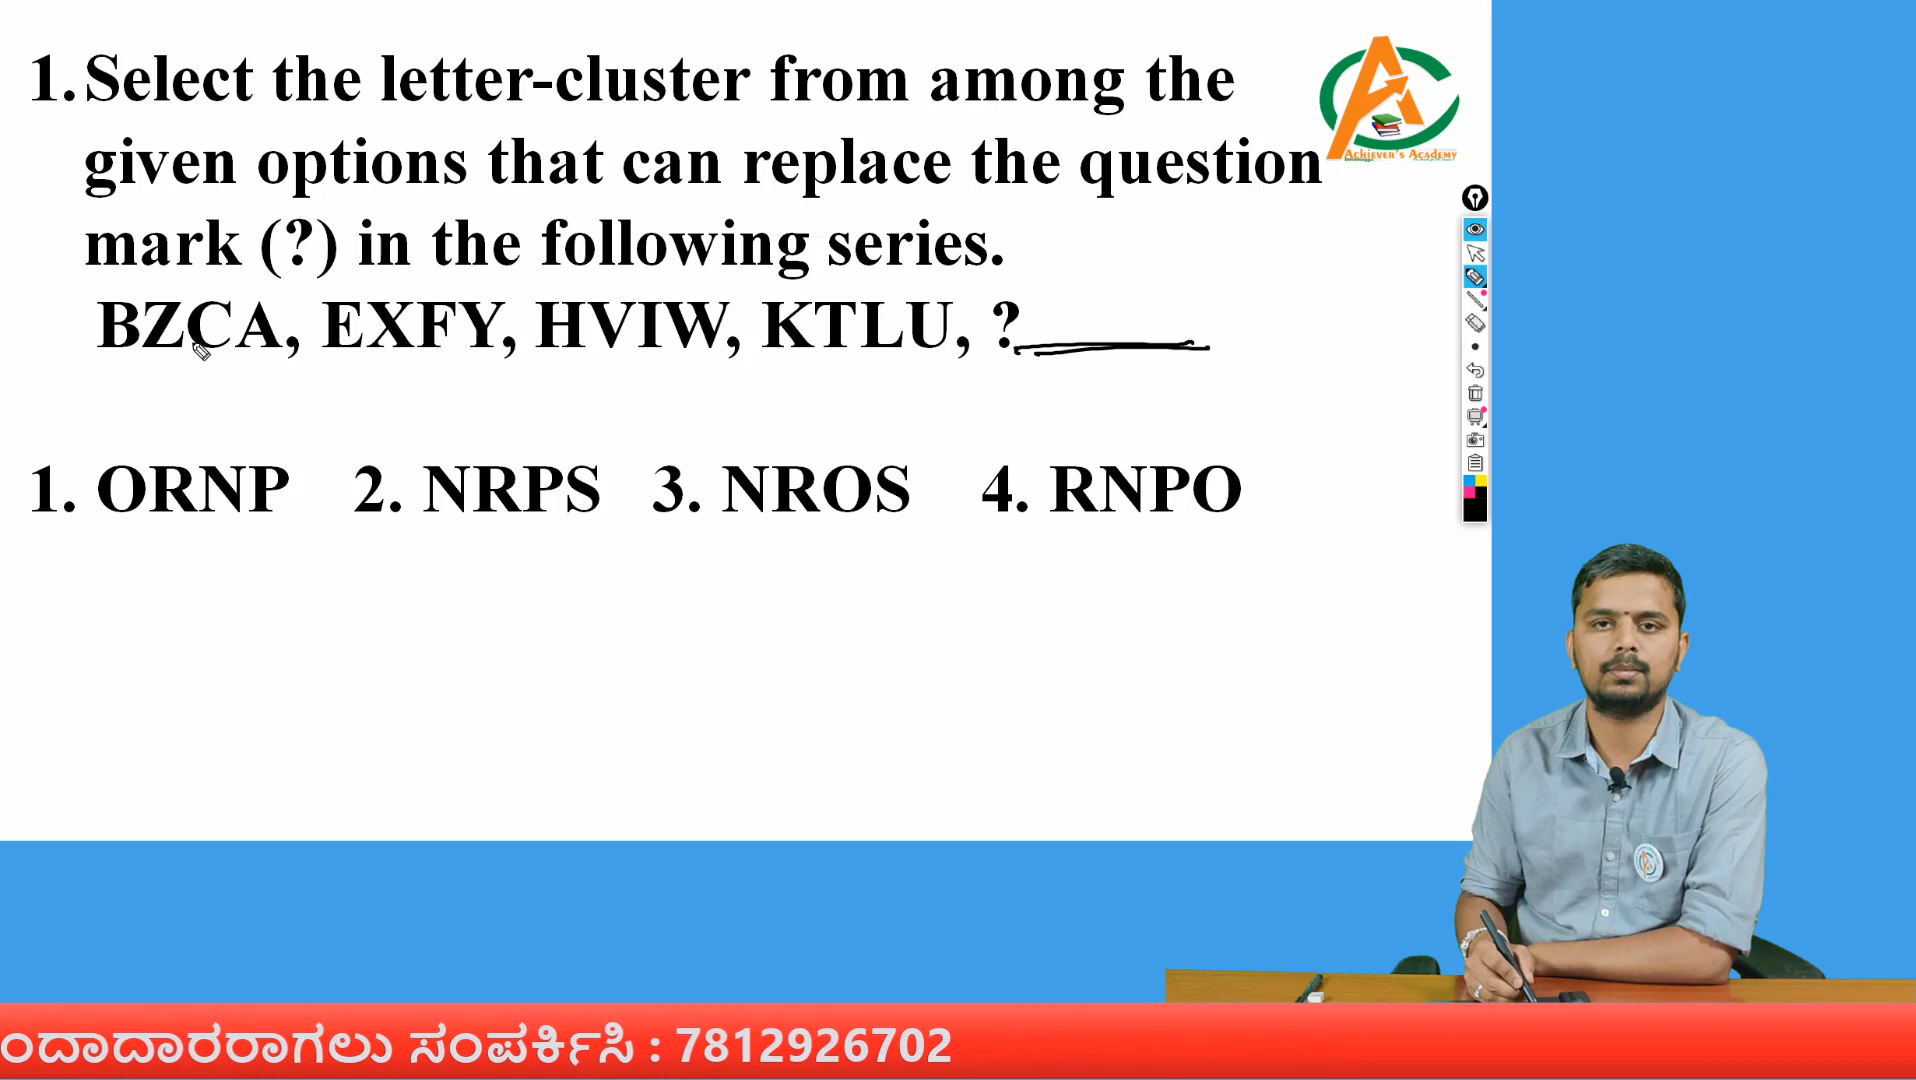 1. Select the letter-cluster from among the
given options that can replace the question
mark (?) in the following series.
BZCA, EXFY, HVIW, KTLU, ?
1. ORNP 2. NRPS 3. NROS 4. RNPO
Achiever's Academy
ಂದಾದಾರರಾಗಲು ಸಂಪರ್ಕಿಸಿ : 7812926702